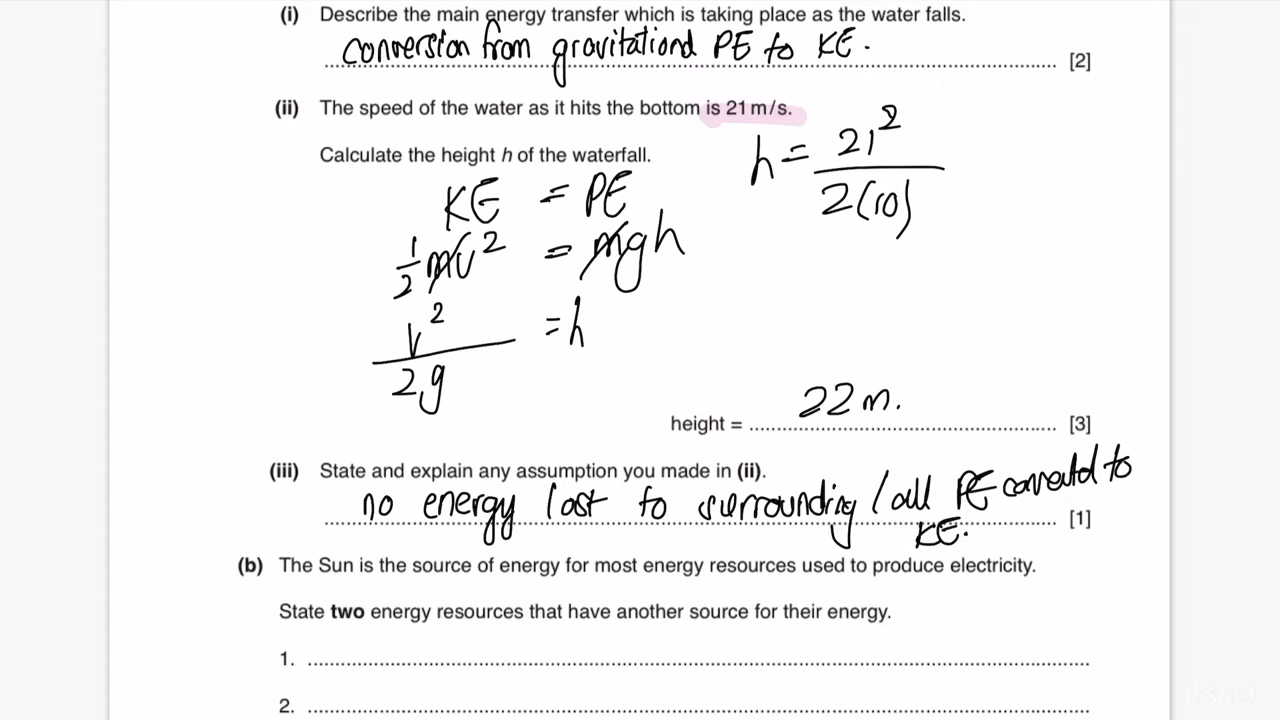 (i) Describe the main energy transfer which is taking place as the water falls.
conversion from gravitational PE to KE.
[2]
(ii) The speed of the water as it hits the bottom is 21 m/s.
Calculate the height h of the waterfall.
KE = PE
½mv² = mgh
v²/2g = h
h = 21²/2(10)
height = 22 m. [3]
(iii) State and explain any assumption you made in (ii).
no energy lost to surrounding / all PE converted to
KE. [1]
(b) The Sun is the source of energy for most energy resources used to produce electricity.
State two energy resources that have another source for their energy.
1.
2.